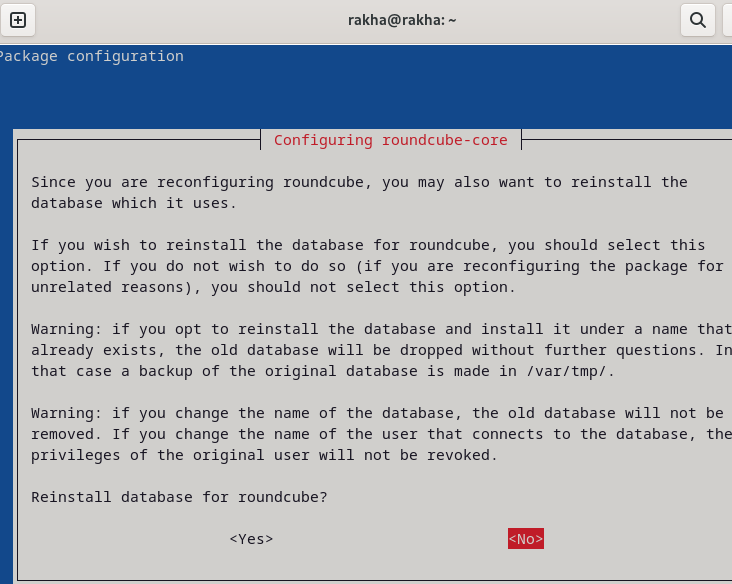 rakha@rakha: ~
Package configuration
Configuring roundcube-core
Since you are reconfiguring roundcube, you may also want to reinstall the
database which it uses.
If you wish to reinstall the database for roundcube, you should select this
option. If you do not wish to do so (if you are reconfiguring the package for
unrelated reasons), you should not select this option.
Warning: if you opt to reinstall the database and install it under a name that
already exists, the old database will be dropped without further questions. In
that case a backup of the original database is made in /var/tmp/.
Warning: if you change the name of the database, the old database will not be
removed. If you change the name of the user that connects to the database, the
privileges of the original user will not be revoked.
Reinstall database for roundcube?
<Yes> <No>